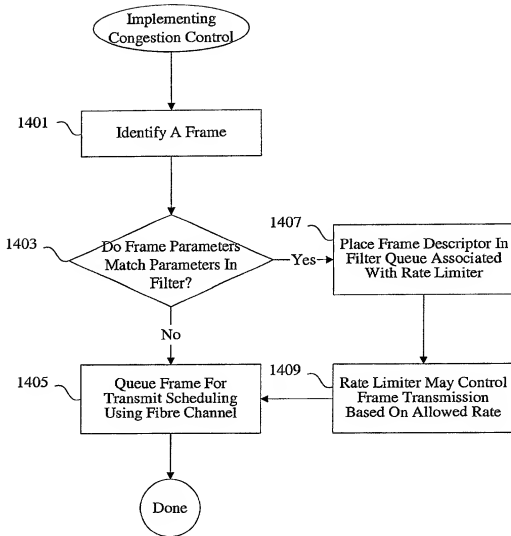 Implementing
Congestion Control
1401
Identify A Frame
1403
Do Frame Parameters
Match Parameters In
Filter?
Yes
1407
Place Frame Descriptor In
Filter Queue Associated
With Rate Limiter
No
1405
Queue Frame For
Transmit Scheduling
Using Fibre Channel
1409
Rate Limiter May Control
Frame Transmission
Based On Allowed Rate
Done